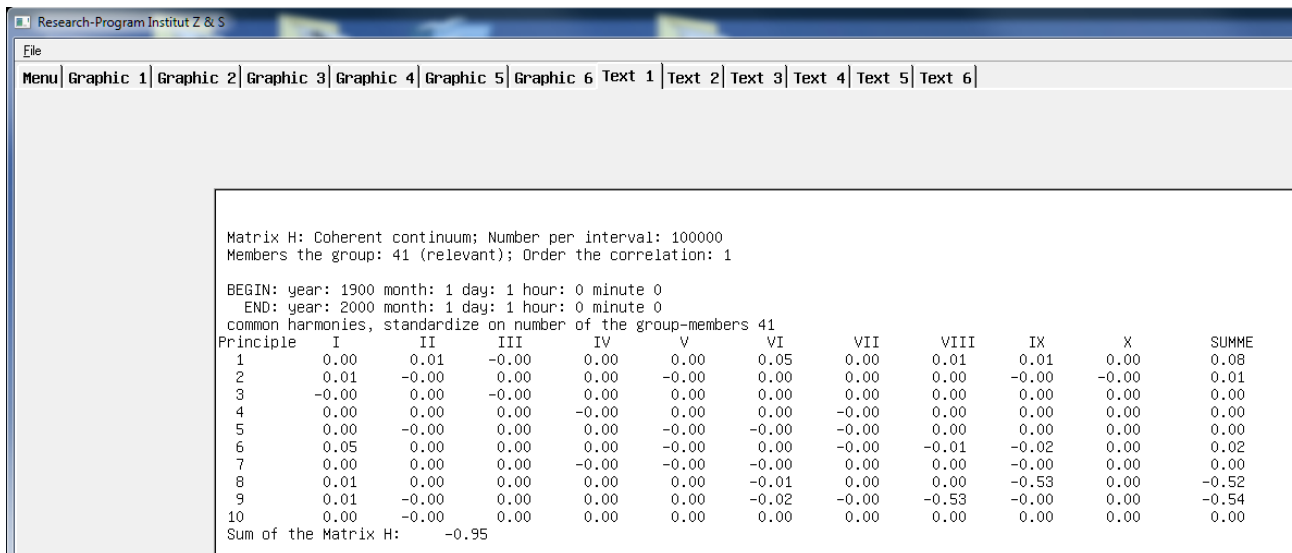 Research-Program Institut Z & S
File
Menu Graphic 1 Graphic 2 Graphic 3 Graphic 4 Graphic 5 Graphic 6 Text 1 Text 2 Text 3 Text 4 Text 5 Text 6
Matrix H: Coherent continuum; Number per interval: 100000
Members the group: 41 (relevant); Order the correlation: 1
BEGIN: year: 1900 month: 1 day: 1 hour: 0 minute 0
END: year: 2000 month: 1 day: 1 hour: 0 minute 0
common harmonies, standardize on number of the group-members 41
Principle I II III IV V VI VII VIII IX X SUMME
1 0.00 0.01 -0.00 0.00 0.00 0.05 0.00 0.01 0.01 0.00 0.08
2 0.01 -0.00 0.00 0.00 -0.00 0.00 0.00 0.00 -0.00 -0.00 0.01
3 -0.00 0.00 -0.00 0.00 0.00 0.00 0.00 0.00 0.00 0.00 0.00
4 0.00 0.00 0.00 -0.00 0.00 0.00 -0.00 0.00 0.00 0.00 0.00
5 0.00 -0.00 0.00 0.00 -0.00 -0.00 -0.00 0.00 0.00 0.00 0.00
6 0.05 0.00 0.00 0.00 -0.00 0.00 -0.00 -0.01 -0.02 0.00 0.02
7 0.00 0.00 0.00 -0.00 -0.00 -0.00 0.00 0.00 -0.00 0.00 0.00
8 0.01 0.00 0.00 0.00 0.00 -0.01 0.00 0.00 -0.53 0.00 -0.52
9 0.01 -0.00 0.00 0.00 0.00 -0.02 -0.00 -0.53 -0.00 0.00 -0.54
10 0.00 -0.00 0.00 0.00 0.00 0.00 0.00 0.00 0.00 0.00 0.00
Sum of the Matrix H: -0.95